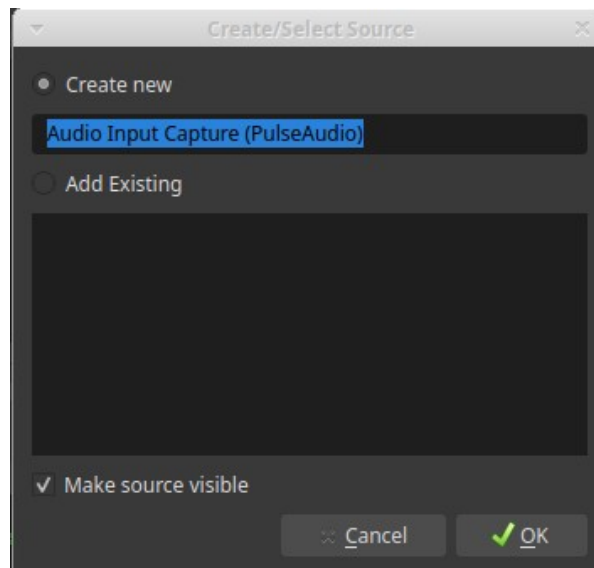 Create/Select Source
Create new
Audio Input Capture (PulseAudio)
Add Existing
Make source visible
Cancel
OK